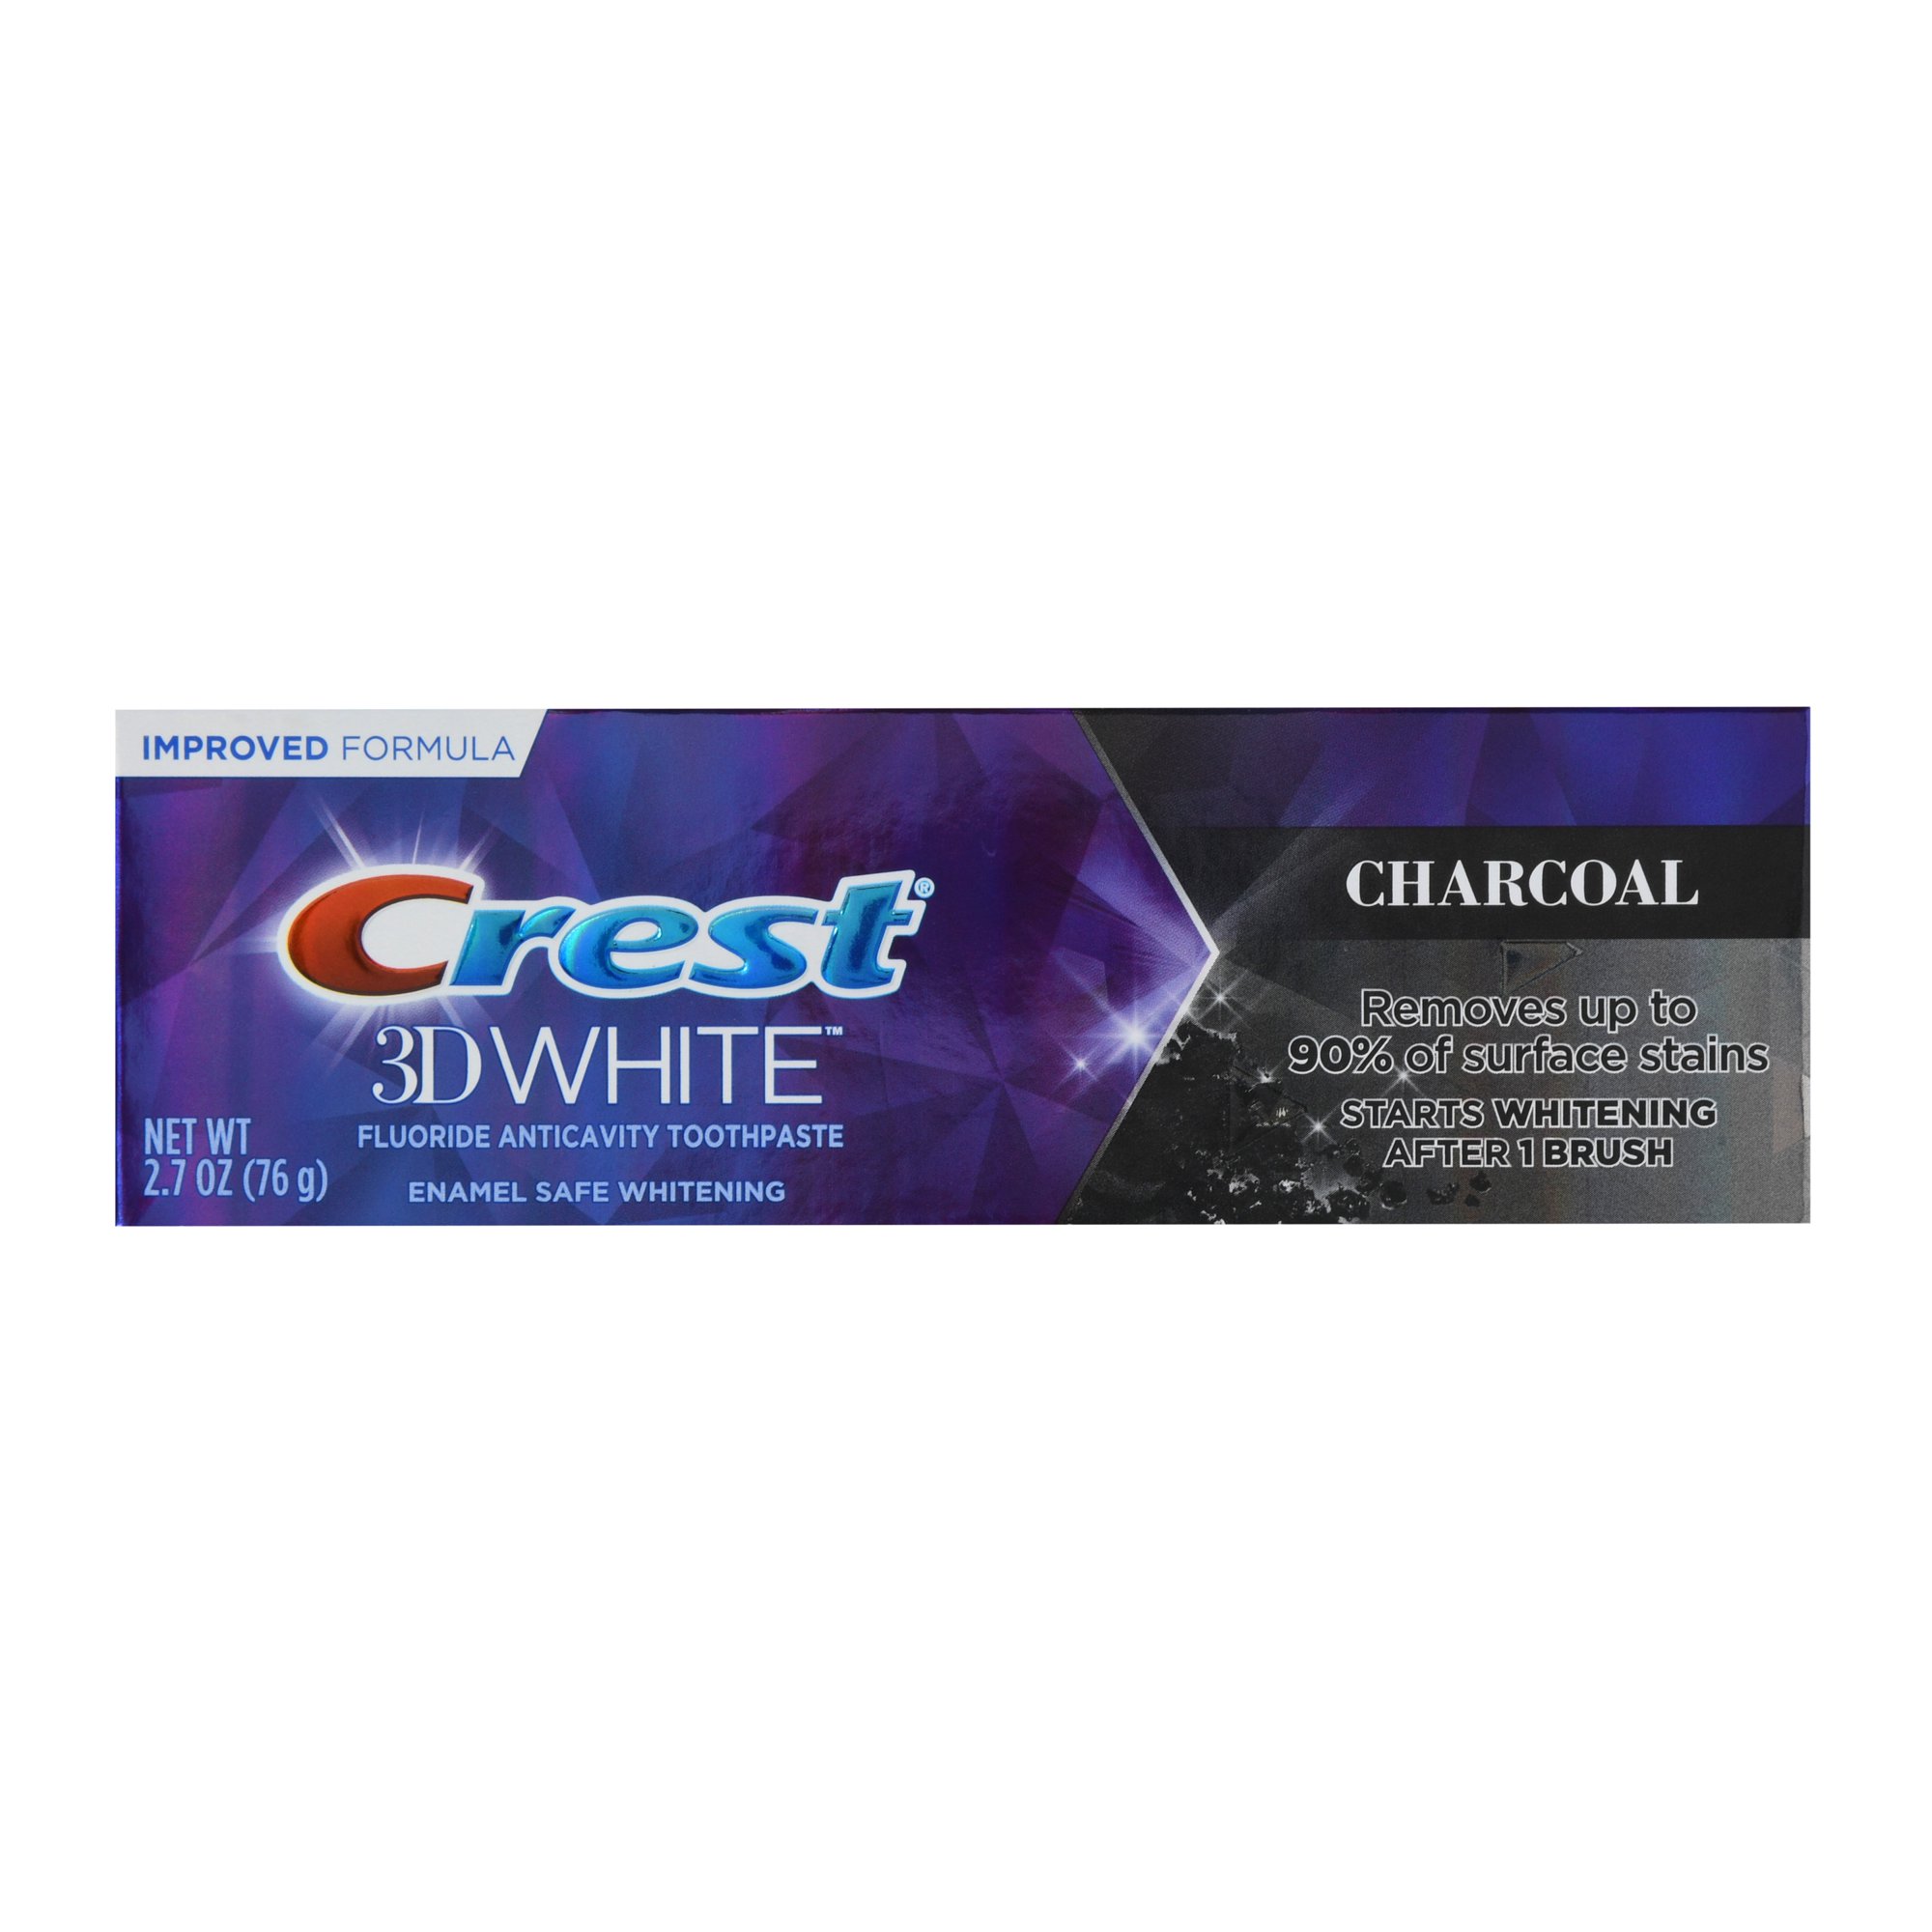 IMPROVED FORMULA
Crest®
3D WHITE™
FLUORIDE ANTICAVITY TOOTHPASTE
ENAMEL SAFE WHITENING
NET WT
2.7 OZ (76 g)
CHARCOAL
Removes up to
90% of surface stains
STARTS WHITENING
AFTER 1 BRUSH